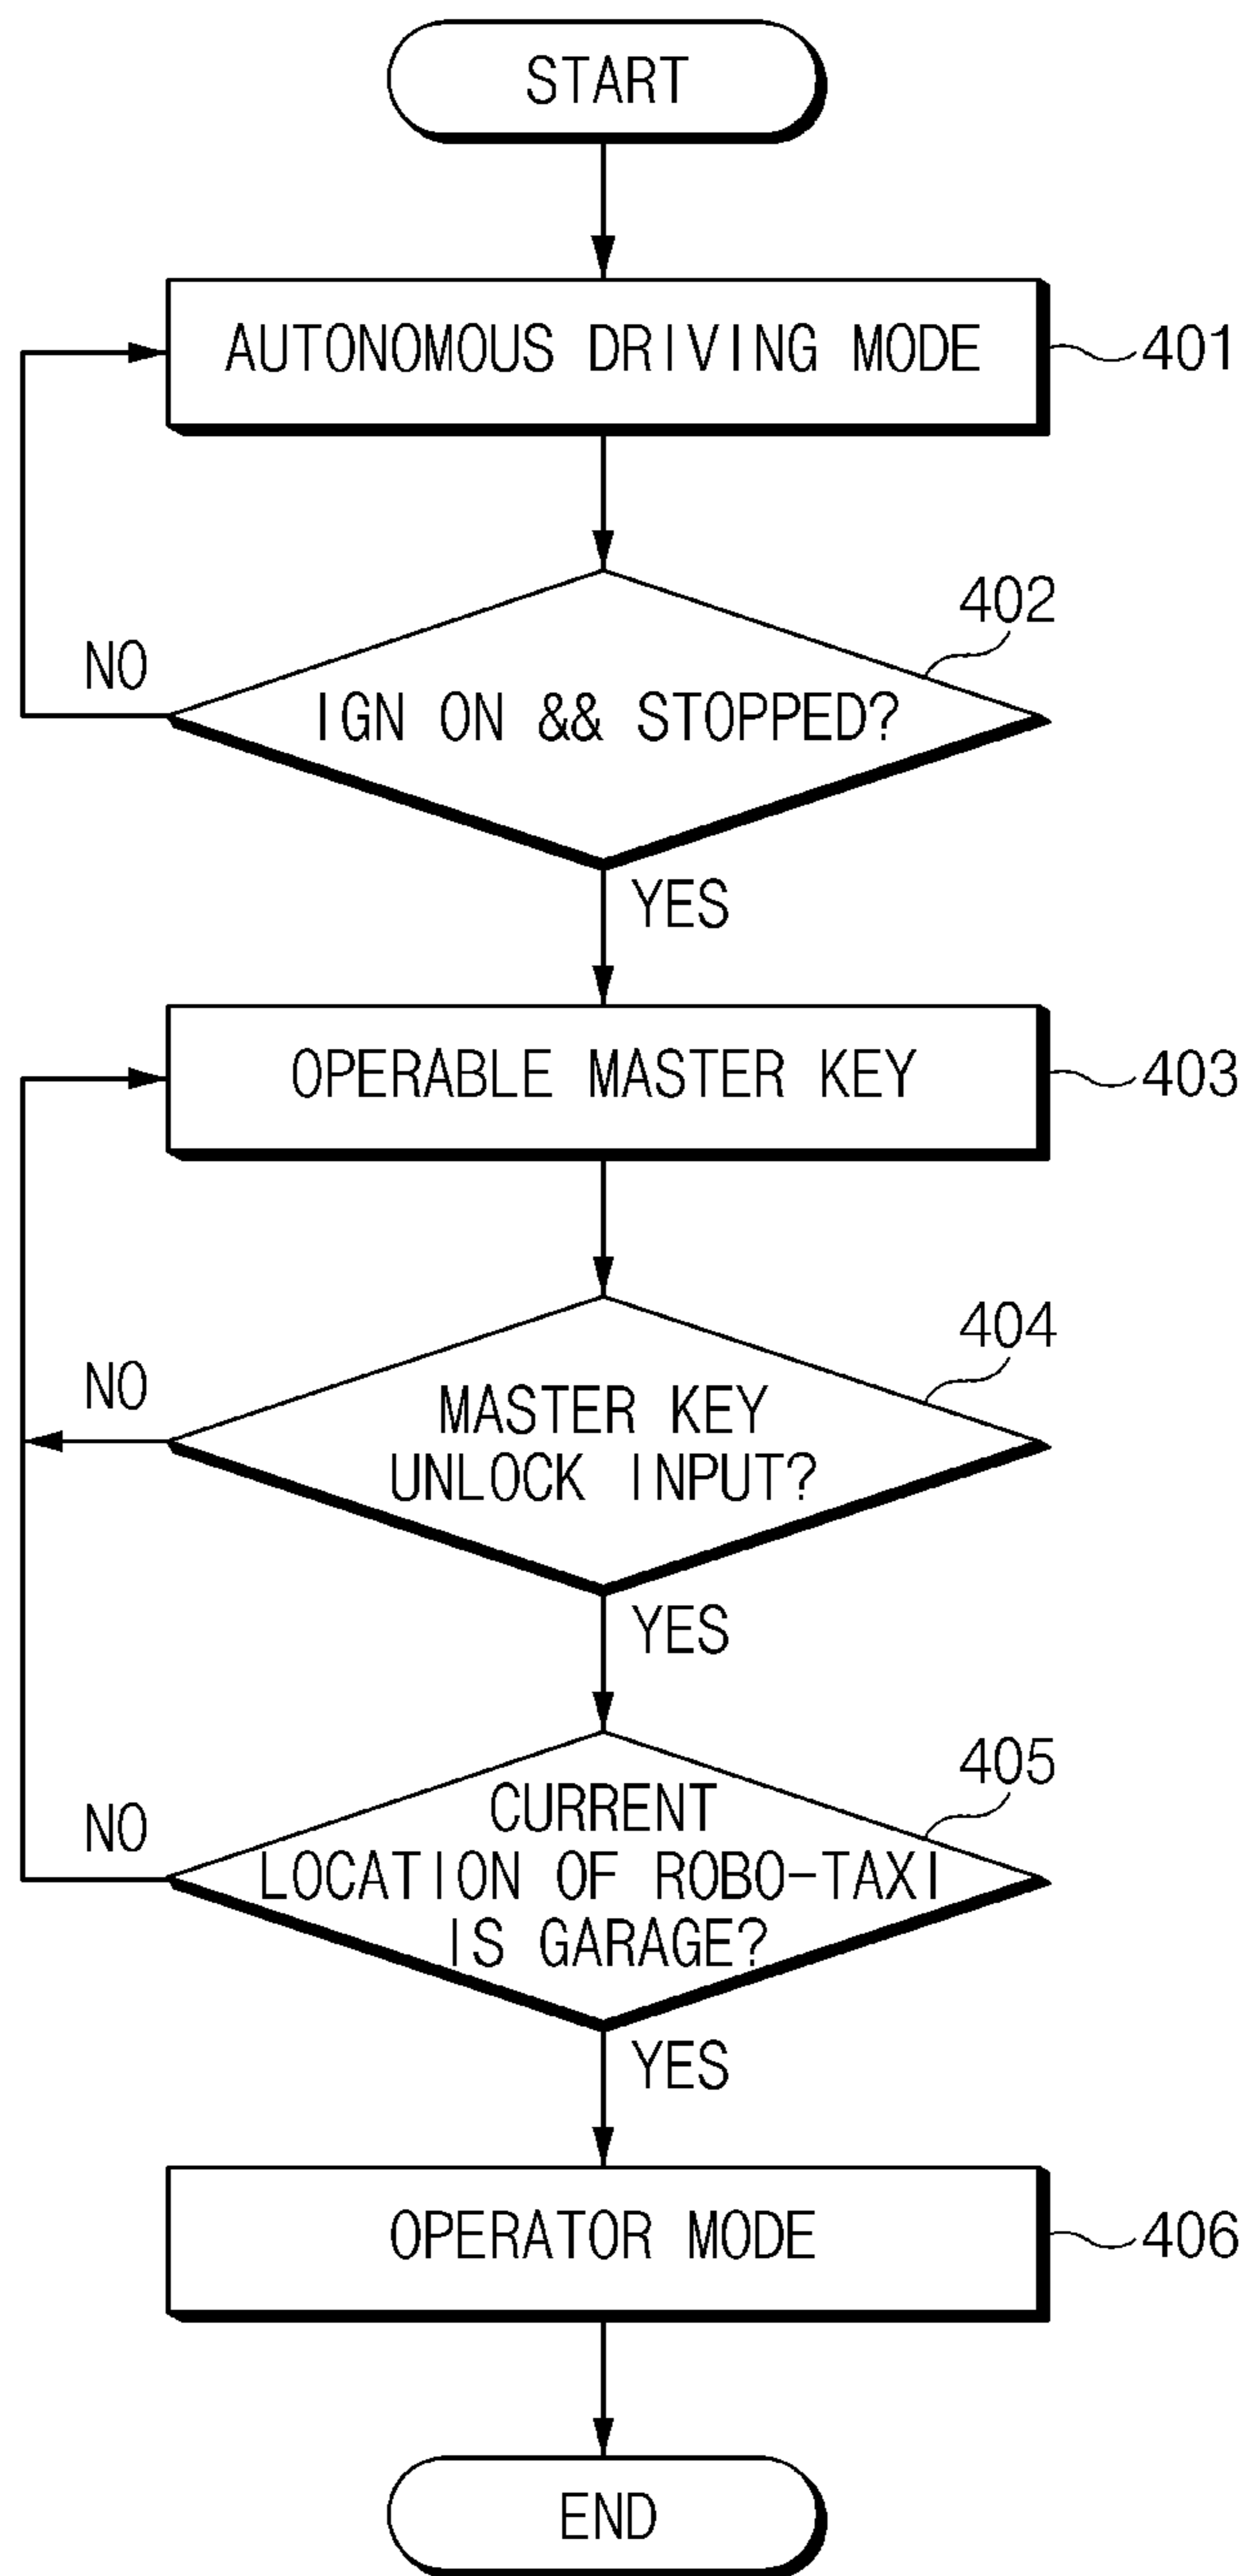 START
AUTONOMOUS DRIVING MODE
401
402
NO
IGN ON && STOPPED?
YES
OPERABLE MASTER KEY
403
404
NO
MASTER KEY
UNLOCK INPUT?
YES
405
NO
CURRENT
LOCATION OF ROBO-TAXI
IS GARAGE?
YES
OPERATOR MODE
406
END